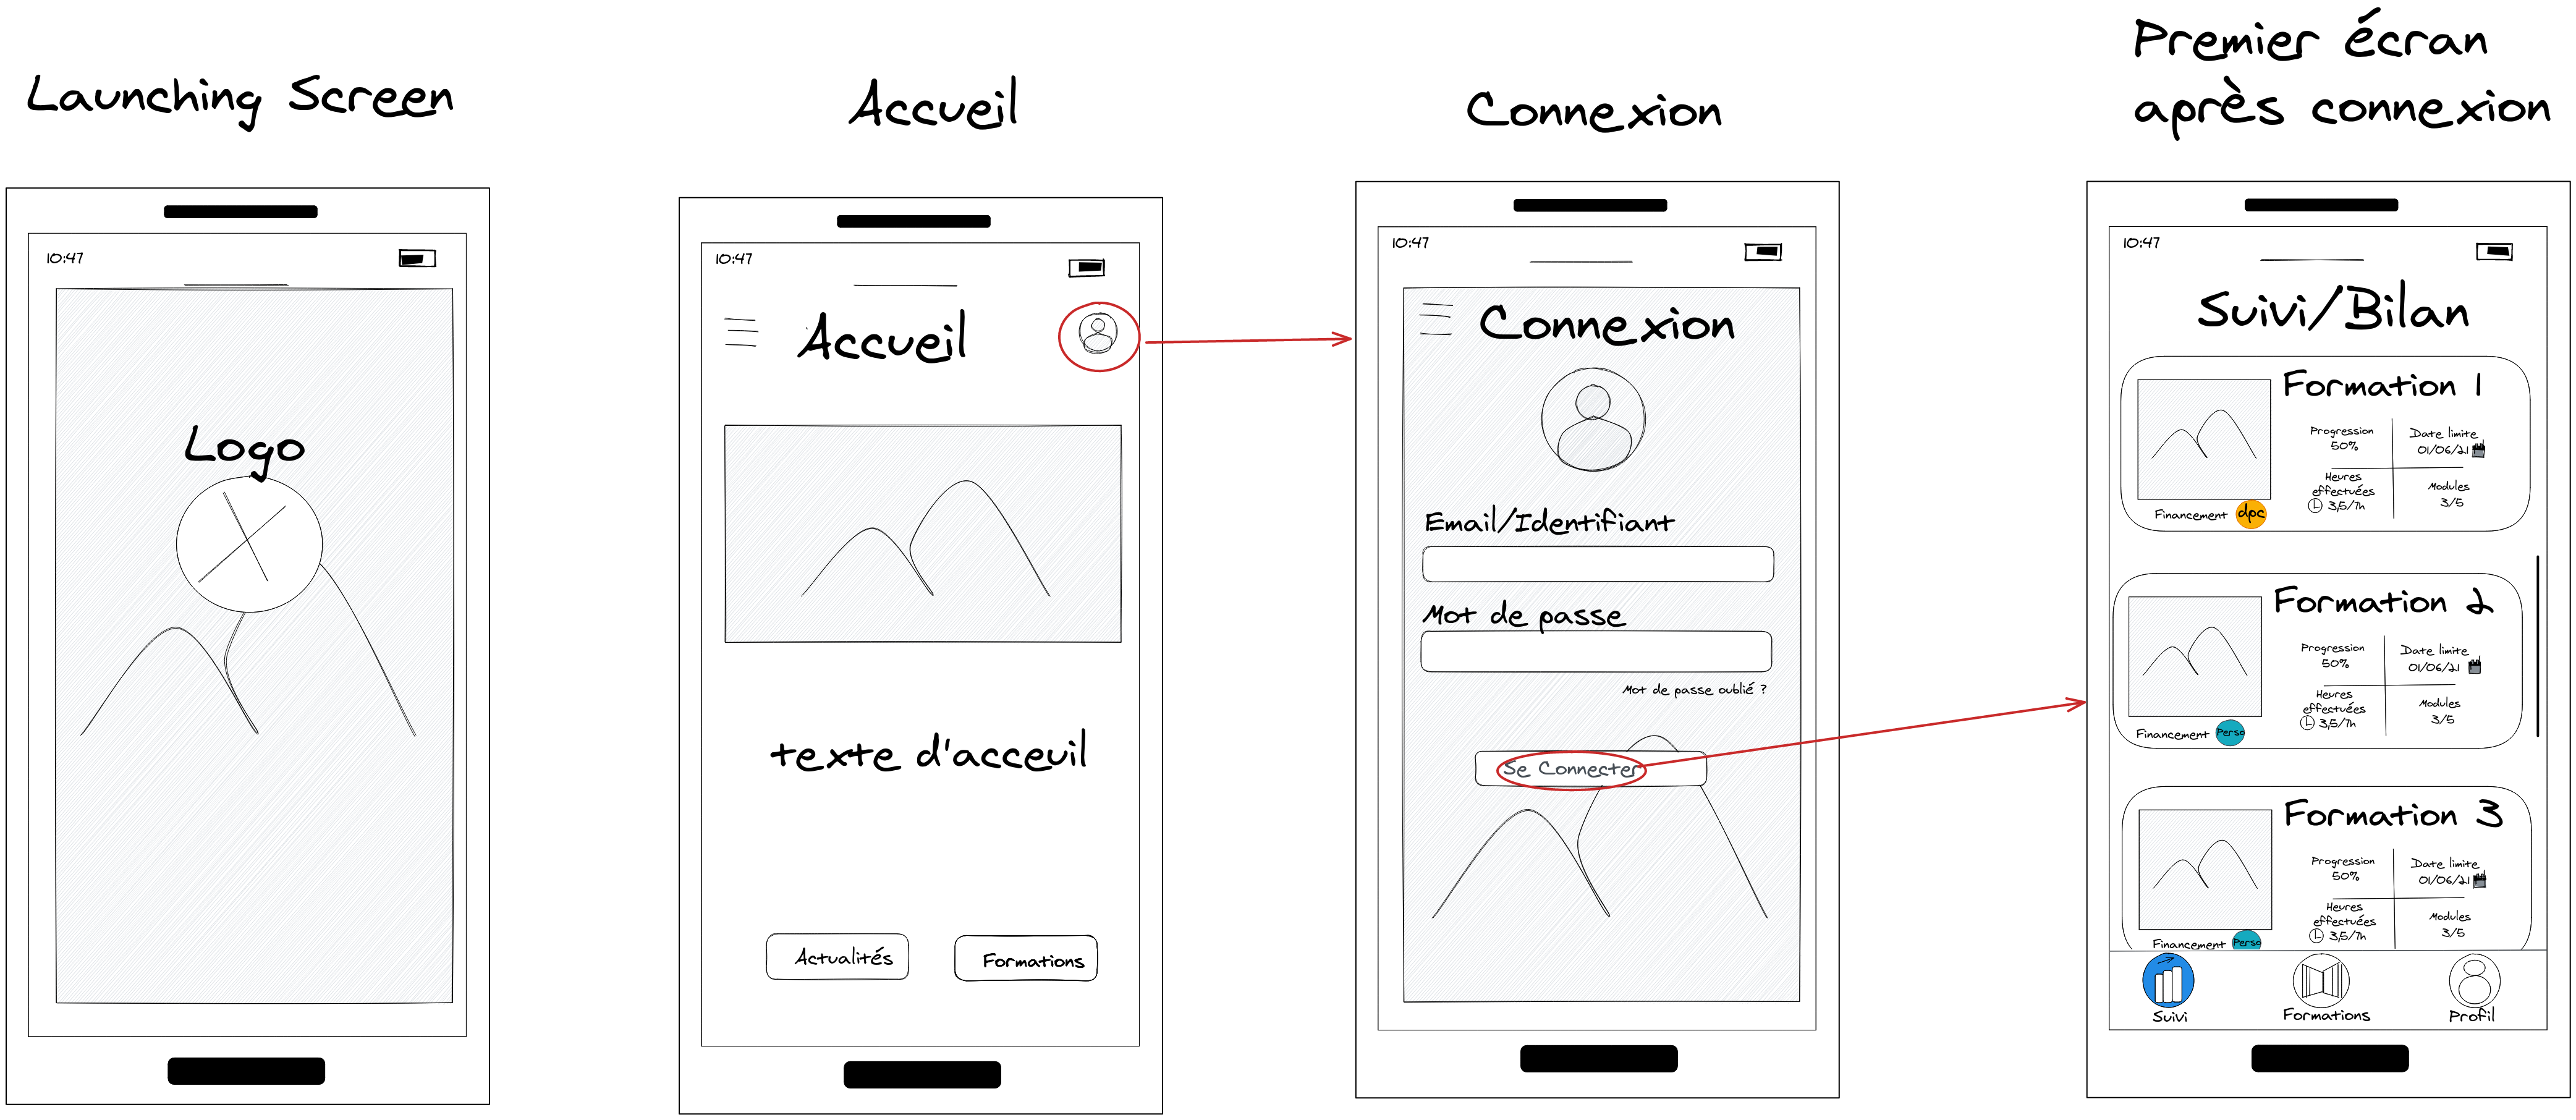 Launching Screen
10:47
Logo
Accueil
10:47
Accueil
texte d'acceuil
Actualités
Formations
Connexion
10:47
Connexion
Email/Identifiant
Mot de passe
Mot de passe oublié ?
Se Connecter
Premier écran
après connexion
10:47
Suivi/Bilan
Formation 1
Progression
50%
Date limite
01/06/21
Heures
effectuées
3,5/7h
Modules
3/5
Financement
dpc
Formation 2
Progression
50%
Date limite
01/06/21
Heures
effectuées
3,5/7h
Modules
3/5
Financement
Perso
Formation 3
Progression
50%
Date limite
01/06/21
Heures
effectuées
3,5/7h
Modules
3/5
Financement
Perso
Suivi
Formations
Profil